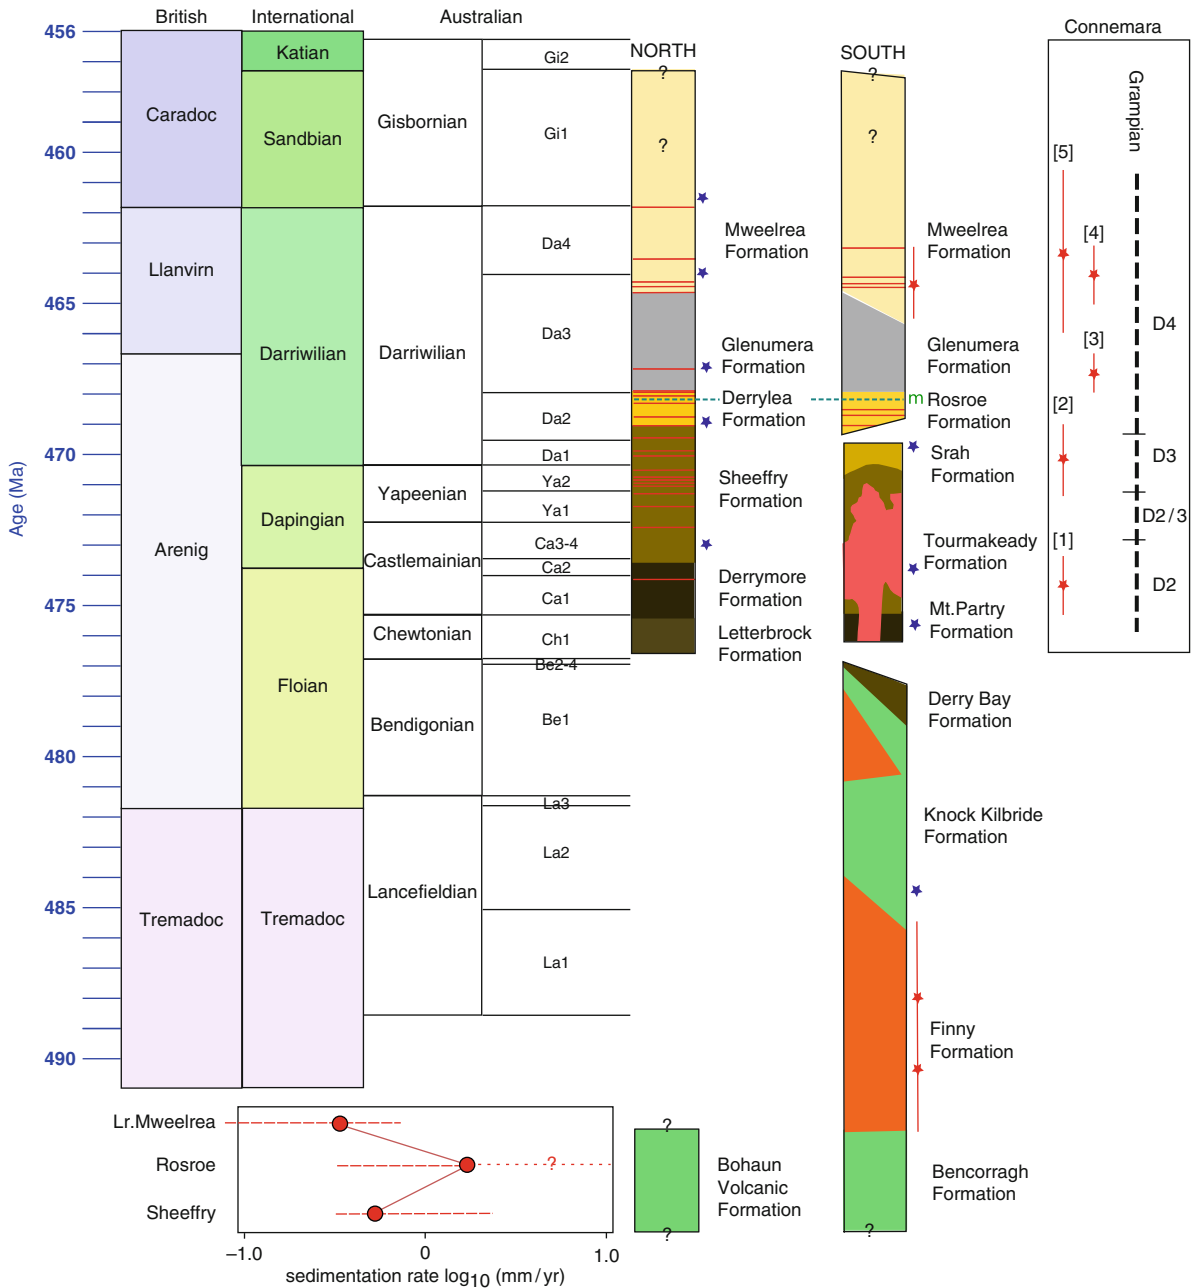 British
International
Australian
Connemara
NORTH
SOUTH
Age (Ma)
456
460
465
470
475
480
485
490
Caradoc
Llanvirn
Arenig
Tremadoc
Katian
Sandbian
Darriwilian
Dapingian
Floian
Tremadoc
Gisbornian
Darriwilian
Yapeenian
Castlemainian
Chewtonian
Bendigonian
Lancefieldian
Gi2
Gi1
Da4
Da3
Da2
Da1
Ya2
Ya1
Ca3-4
Ca2
Ca1
Ch1
Be2-4
Be1
La3
La2
La1
?
?
Mweelrea
Formation
Glenumera
Formation
Derrylea
Formation
Sheeffry
Formation
Derrymore
Formation
Letterbrock
Formation
?
Bohaun
Volcanic
Formation
?
?
?
Mweelrea
Formation
Glenumera
Formation
m Rosroe
Formation
Srah
Formation
Tourmakeady
Formation
Mt.Partry
Formation
Derry Bay
Formation
Knock Kilbride
Formation
Finny
Formation
Bencorragh
Formation
?
Grampian
[5]
[4]
[3]
[2]
[1]
D4
D3
D2/3
D2
Lr.Mweelrea
Rosroe
?
Sheeffry
–1.0
0
1.0
sedimentation rate log10 (mm/yr)